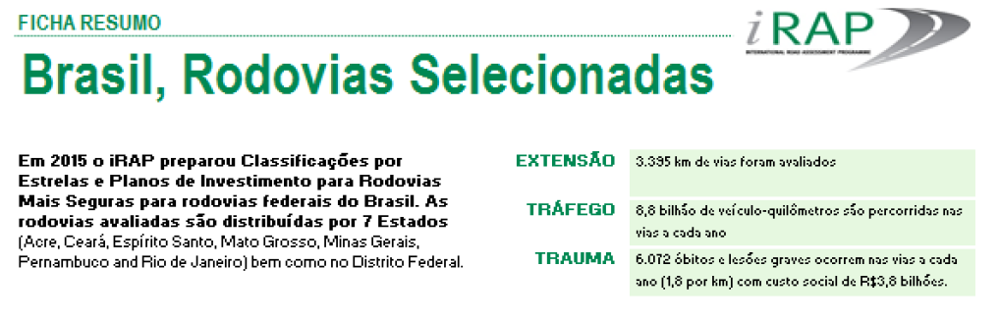 FICHA RESUMO
iRAP
INTERNATIONAL ROAD ASSESSMENT PROGRAMME
Brasil, Rodovias Selecionadas
Em 2015 o iRAP preparou Classificações por
Estrelas e Planos de Investimento para Rodovias
Mais Seguras para rodovias federais do Brasil. As
rodovias avaliadas são distribuídas por 7 Estados
(Acre, Ceará, Espírito Santo, Mato Grosso, Minas Gerais,
Pernambuco and Rio de Janeiro) bem como no Distrito Federal.
EXTENSÃO 3.395 km de vias foram avaliados
TRÁFEGO 8,8 bilhão de veículo-quilômetros são percorridas nas
vias a cada ano
TRAUMA 6.072 óbitos e lesões graves ocorrem nas vias a cada
ano (1,8 por km) com custo social de R$3,8 bilhões.